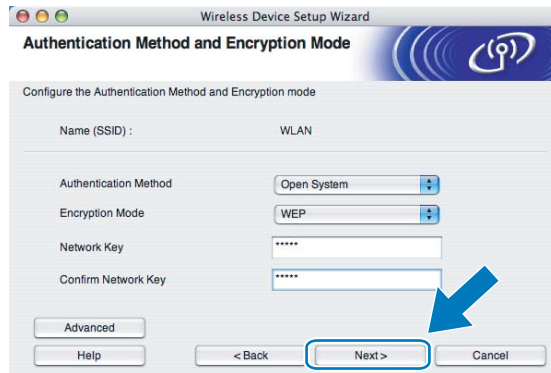 Wireless Device Setup Wizard
Authentication Method and Encryption Mode
Configure the Authentication Method and Encryption mode
Name (SSID) : WLAN
Authentication Method Open System
Encryption Mode WEP
Network Key *****
Confirm Network Key *****
Advanced
Help < Back Next > Cancel